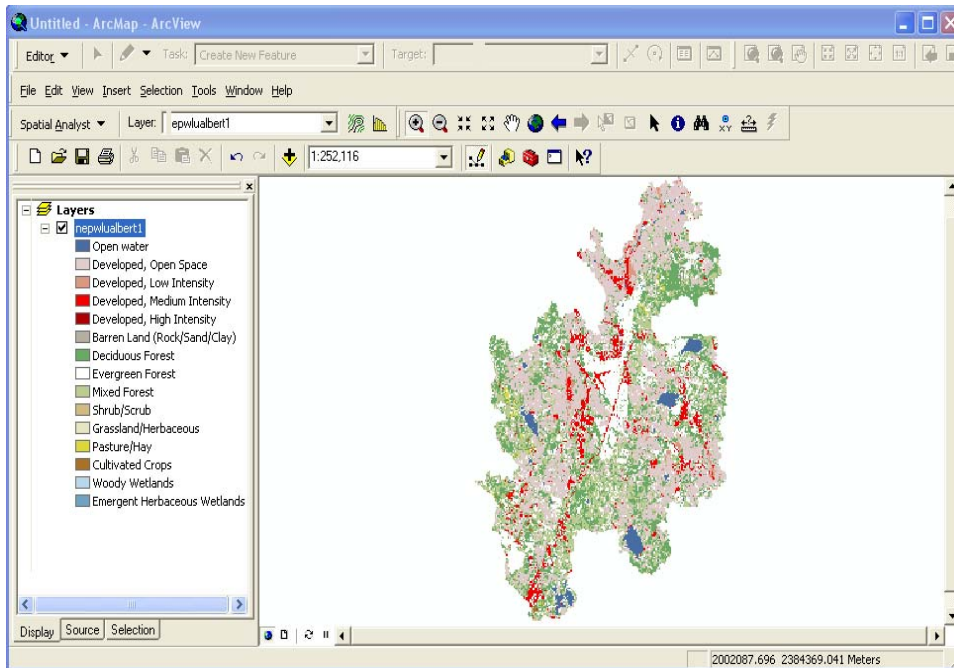 Untitled - ArcMap - ArcView
Editor Task: Create New Feature Target:
File Edit View Insert Selection Tools Window Help
Spatial Analyst Layer: epwlualbert1
1:252,116
Layers
nepwlualbert1
Open water
Developed, Open Space
Developed, Low Intensity
Developed, Medium Intensity
Developed, High Intensity
Barren Land (Rock/Sand/Clay)
Deciduous Forest
Evergreen Forest
Mixed Forest
Shrub/Scrub
Grassland/Herbaceous
Pasture/Hay
Cultivated Crops
Woody Wetlands
Emergent Herbaceous Wetlands
Display Source Selection
2002087.696 2384369.041 Meters